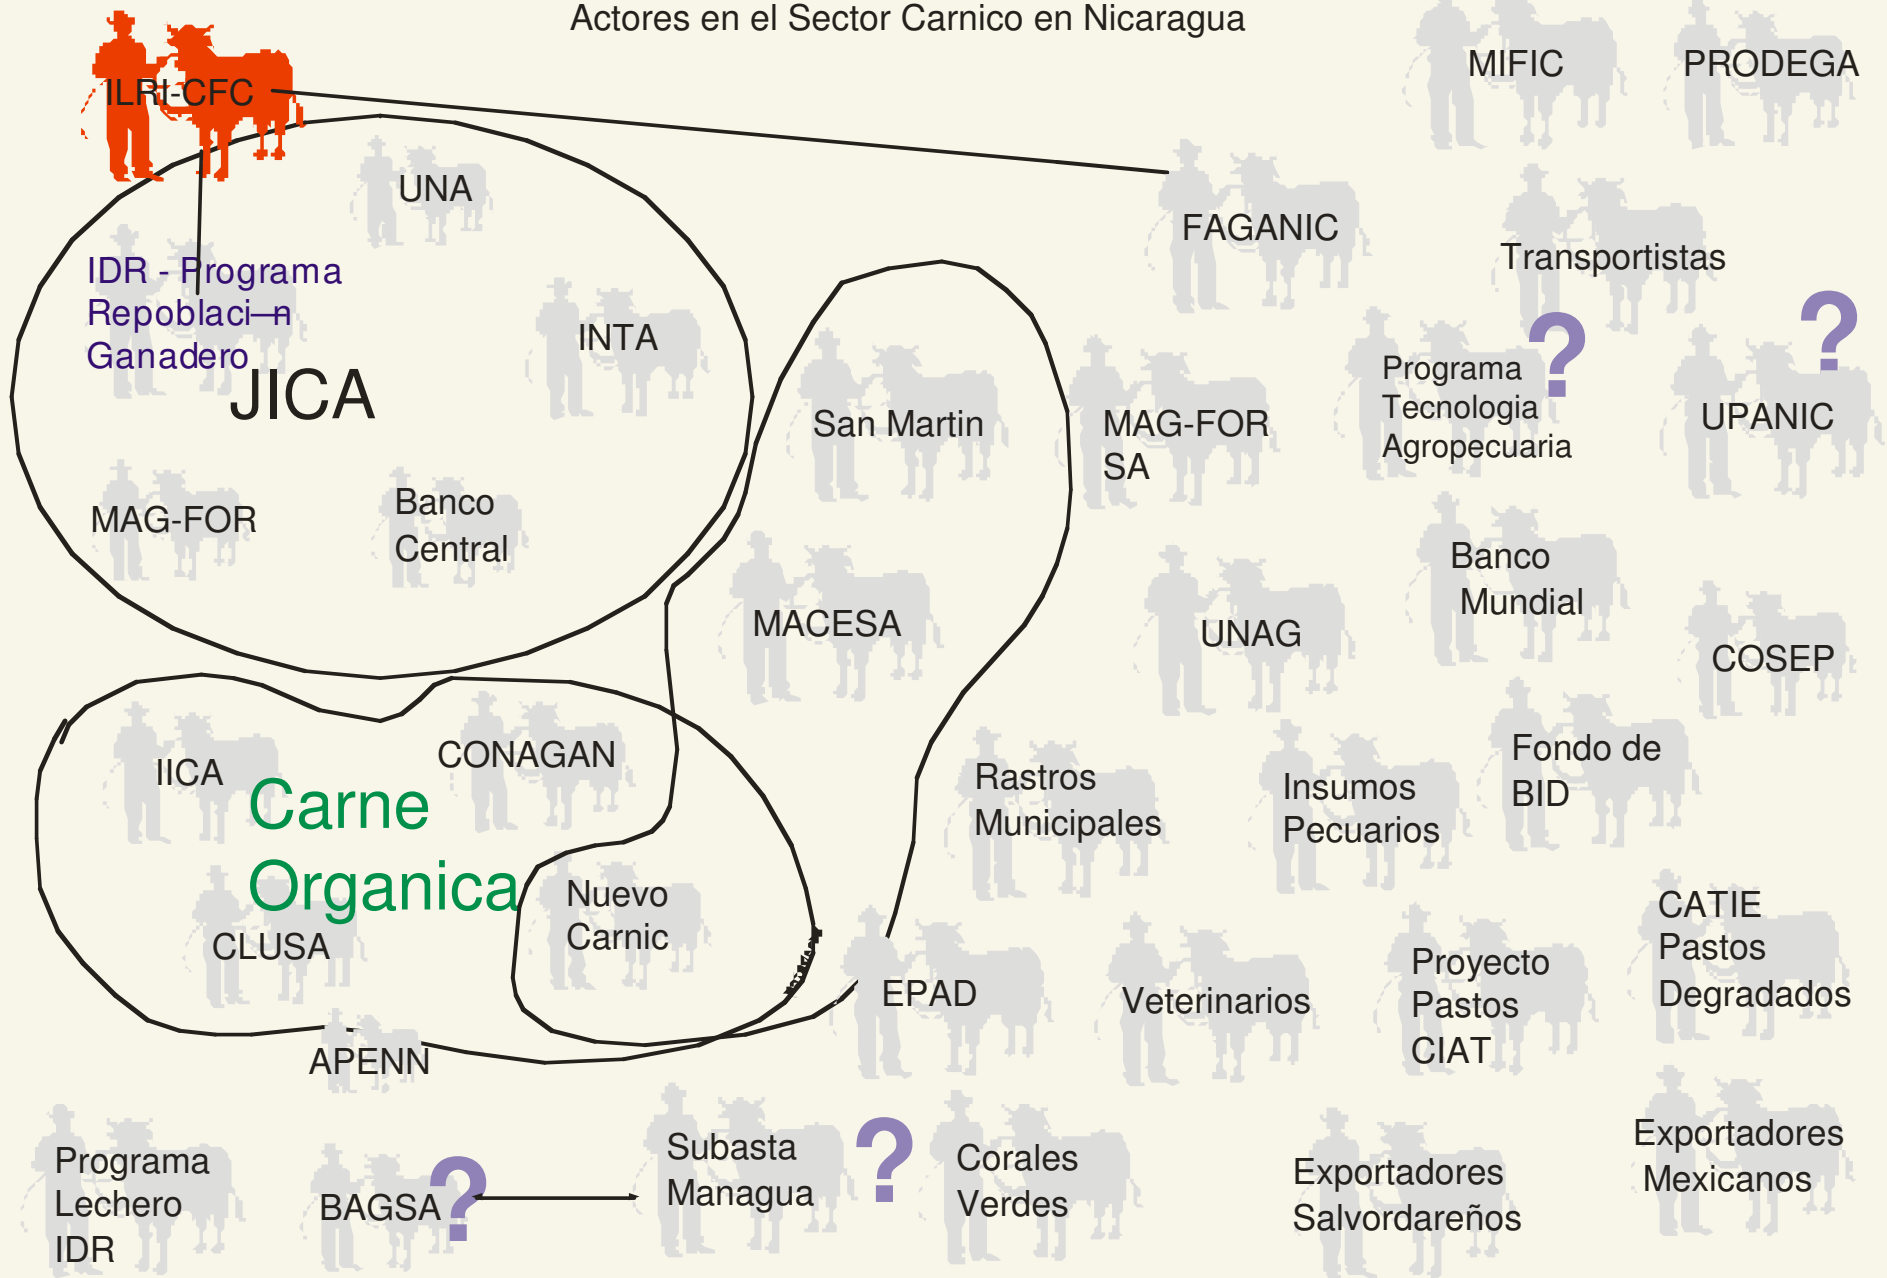 Actores en el Sector Carnico en Nicaragua
ILRI-CFC
MIFIC
PRODEGA
UNA
FAGANIC
Transportistas
IDR - Programa
Repoblaci—n
Ganadero
JICA
INTA
San Martin
MAG-FOR
SA
Programa
Tecnologia
Agropecuaria
?
UPANIC
?
MAG-FOR
Banco
Central
MACESA
UNAG
Banco
Mundial
COSEP
IICA
CONAGAN
Carne
Organica
CLUSA
Nuevo
Carnic
Rastros
Municipales
Insumos
Pecuarios
Fondo de
BID
EPAD
Veterinarios
Proyecto
Pastos
CIAT
CATIE
Pastos
Degradados
APENN
Programa
Lechero
IDR
BAGSA
?
Subasta
Managua
?
Corales
Verdes
Exportadores
Salvordareños
Exportadores
Mexicanos